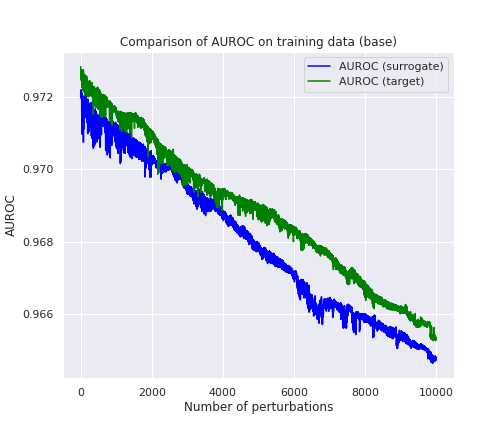 Comparison of AUROC on training data (base)
AUROC (surrogate)
AUROC (target)
0.972
0.970
0.968
0.966
AUROC
0
2000
4000
6000
8000
10000
Number of perturbations